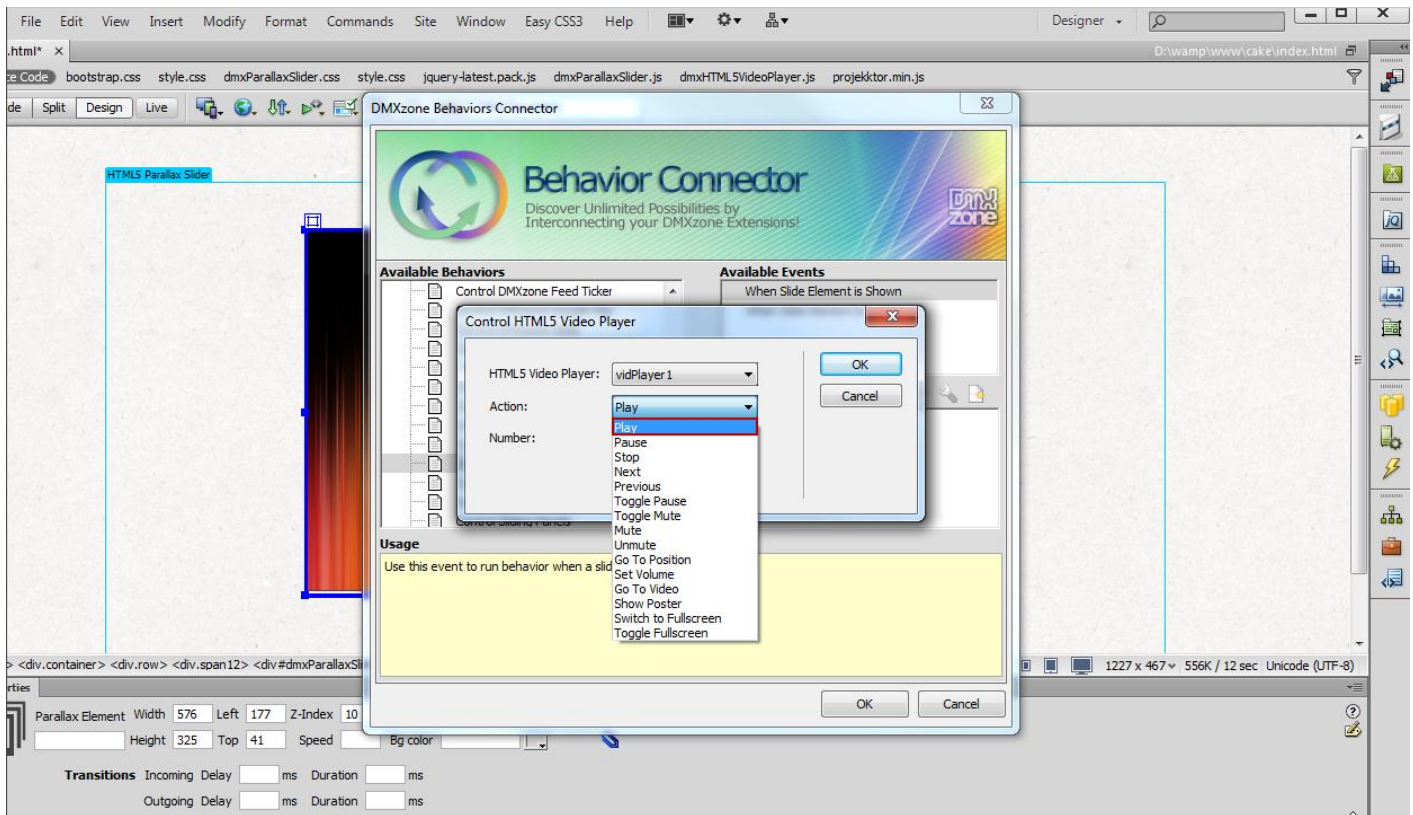 File Edit View Insert Modify Format Commands Site Window Easy CSS3 Help Designer
.html* × D:\wamp\www\cake\index.html
Code bootstrap.css style.css dmxParallaxSlider.css style.css jquery-latest.pack.js dmxParallaxSlider.js dmxHTML5VideoPlayer.js projekktor.min.js
Split Design Live
DMXzone Behaviors Connector
HTML5 Parallax Slider
Behavior Connector
Discover Unlimited Possibilities by
Interconnecting your DMXzone Extensions!
DMX
zone
Available Behaviors Available Events
Control DMXzone Feed Ticker When Slide Element is Shown
Control HTML5 Video Player
HTML5 Video Player: vidPlayer1 OK
Action: Play Cancel
Number:
Play
Pause
Stop
Next
Previous
Toggle Pause
Toggle Mute
Mute
Unmute
Go To Position
Set Volume
Go To Video
Show Poster
Switch to Fullscreen
Toggle Fullscreen
Control Sliding Panels
Usage
Use this event to run behavior when a slid
> <div.container> <div.row> <div.span12> <div#dmxParallaxSli 1227 x 467 556K / 12 sec Unicode (UTF-8)
OK Cancel
Parallax Element Width 576 Left 177 Z-Index 10
Height 325 Top 41 Speed Bg color
Transitions Incoming Delay ms Duration ms
Outgoing Delay ms Duration ms